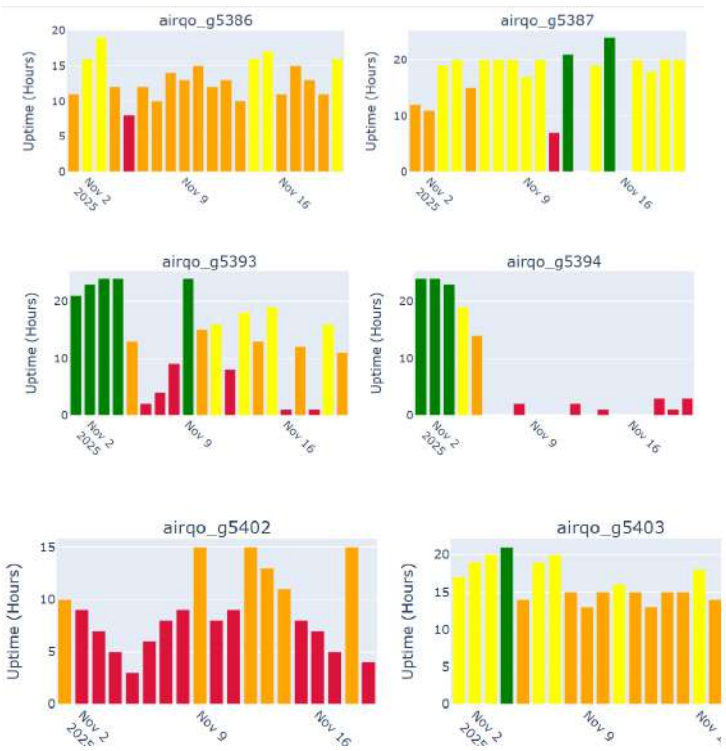 airqo_g5386
Uptime (Hours)
20
15
10
5
0
Nov 2
2025
Nov 9
Nov 16
airqo_g5387
Uptime (Hours)
20
10
0
Nov 2
2025
Nov 9
Nov 16
airqo_g5393
Uptime (Hours)
20
10
0
Nov 2
2025
Nov 9
Nov 16
airqo_g5394
Uptime (Hours)
20
10
0
Nov 2
2025
Nov 9
Nov 16
airqo_g5402
Uptime (Hours)
15
10
5
0
Nov 2
2025
Nov 9
Nov 16
airqo_g5403
Uptime (Hours)
20
15
10
5
0
Nov 2
2025
Nov 9
Nov